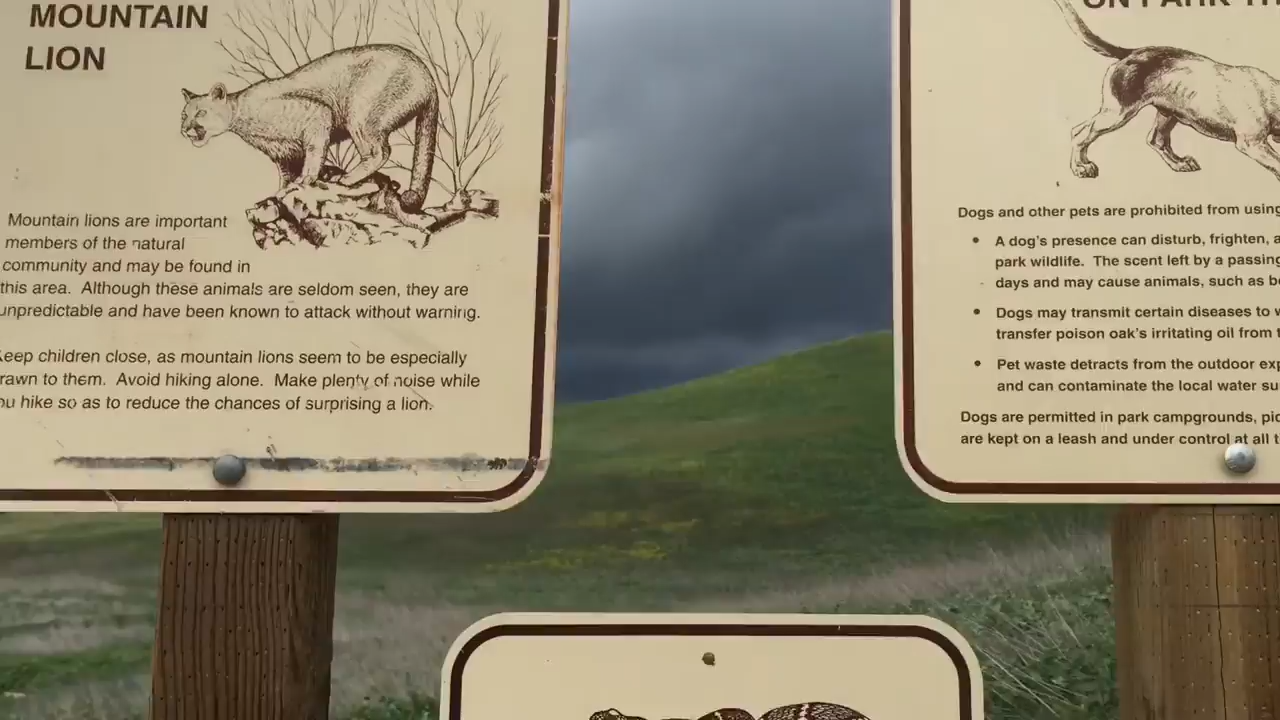 MOUNTAIN
LION
Mountain lions are important
members of the natural
community and may be found in
this area. Although these animals are seldom seen, they are
unpredictable and have been known to attack without warning.
eep children close, as mountain lions seem to be especially
rawn to them. Avoid hiking alone. Make plenty of noise while
ou hike so as to reduce the chances of surprising a lion.
ON PARK
Dogs and other pets are prohibited from using
• A dog's presence can disturb, frighten,
park wildlife. The scent left by a passing
days and may cause animals, such as
• Dogs may transmit certain diseases to
transfer poison oak's irritating oil from
• Pet waste detracts from the outdoor
and can contaminate the local water
Dogs are permitted in park campgrounds,
are kept on a leash and under control at all